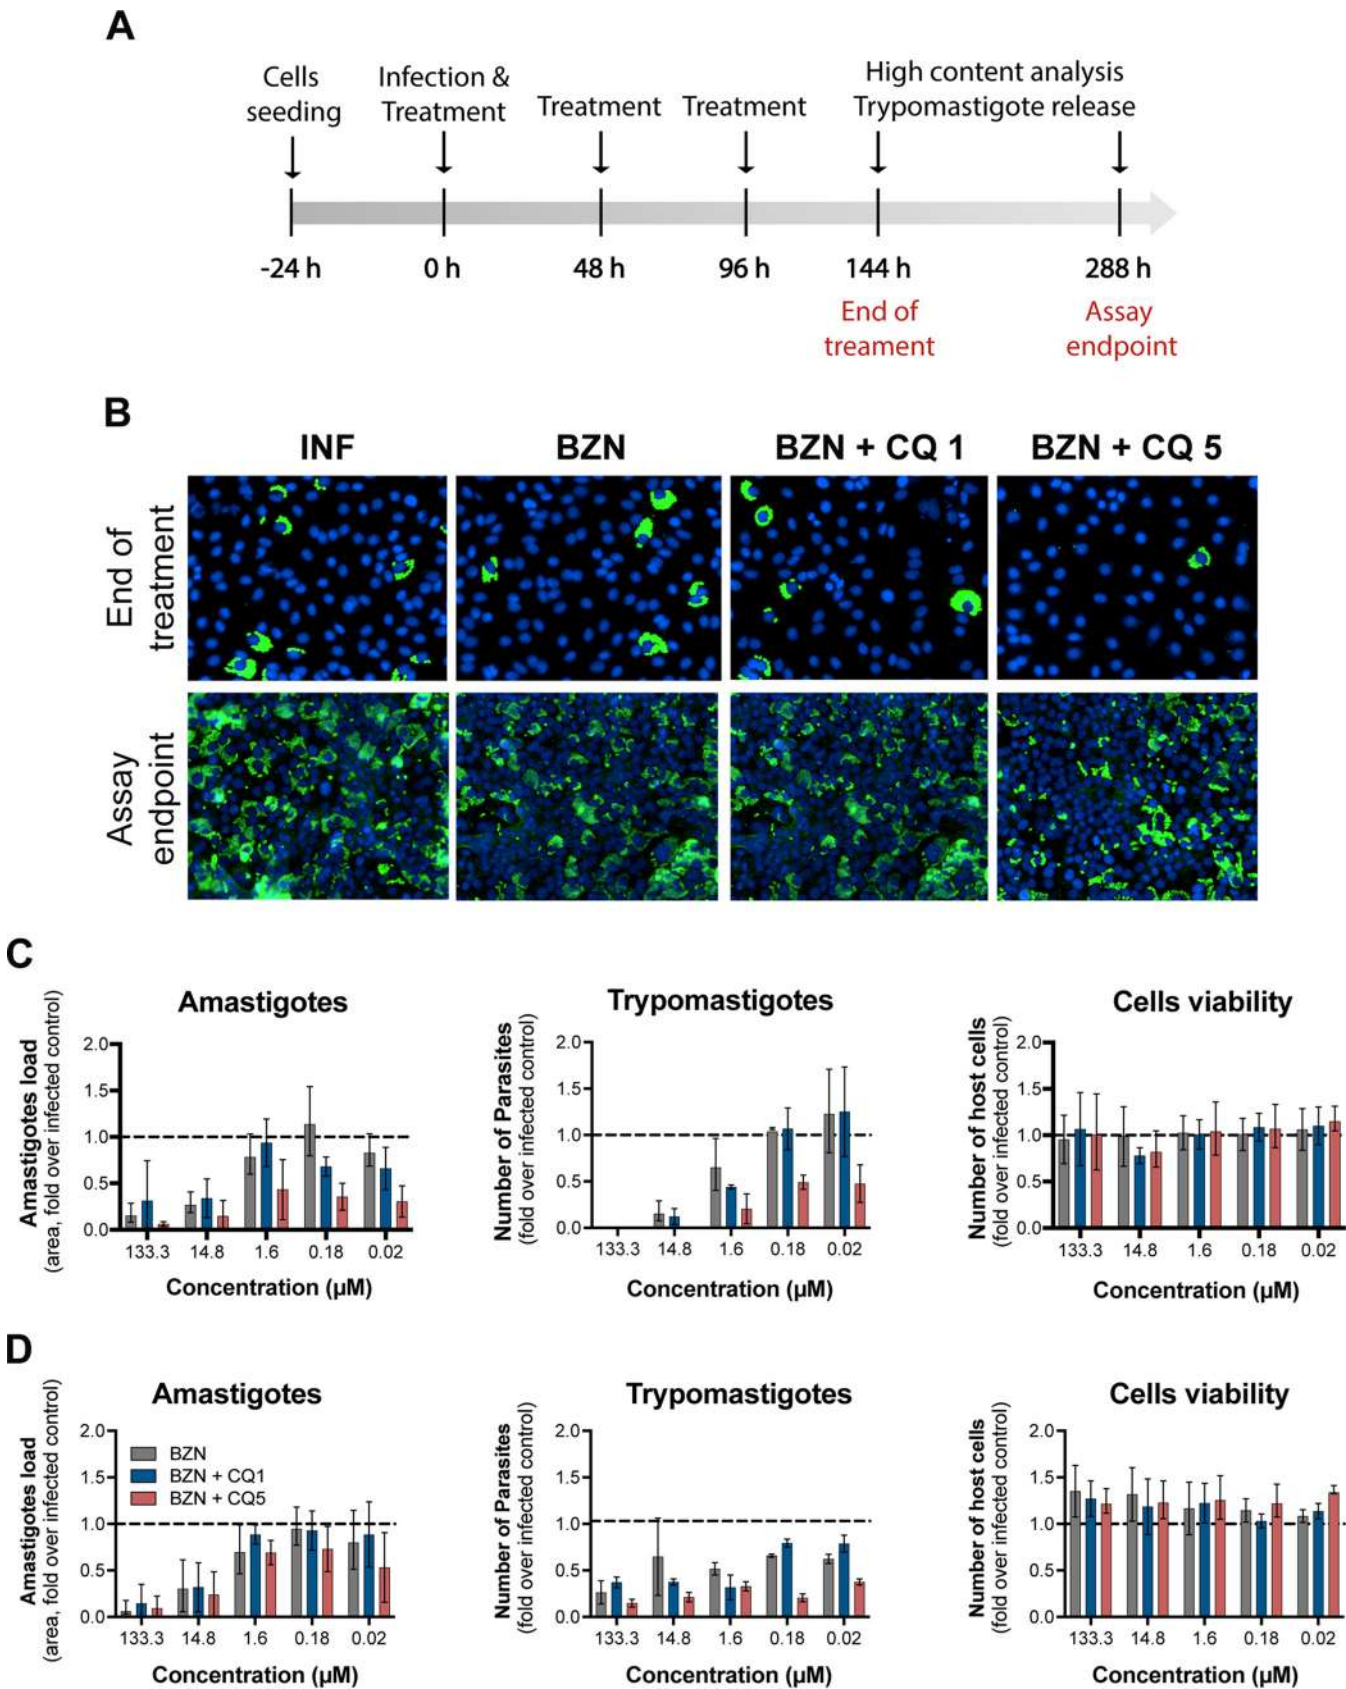 A
Cells
seeding
Infection &
Treatment
Treatment
Treatment
High content analysis
Trypomastigote release
-24 h
0 h
48 h
96 h
144 h
288 h
End of
treament
Assay
endpoint
B
INF
BZN
BZN + CQ 1
BZN + CQ 5
End of
treatment
Assay
endpoint
C
Amastigotes
Amastigotes load
(area, fold over infected control)
2.0
1.5
1.0
0.5
0.0
133.3 14.8 1.6 0.18 0.02
Concentration (µM)
Trypomastigotes
Number of Parasites
(fold over infected control)
2.0
1.5
1.0
0.5
0.0
133.3 14.8 1.6 0.18 0.02
Concentration (µM)
Cells viability
Number of host cells
(fold over infected control)
2.0
1.5
1.0
0.5
0.0
133.3 14.8 1.6 0.18 0.02
Concentration (µM)
D
Amastigotes
Amastigotes load
(area, fold over infected control)
2.0
1.5
1.0
0.5
0.0
BZN
BZN + CQ1
BZN + CQ5
133.3 14.8 1.6 0.18 0.02
Concentration (µM)
Trypomastigotes
Number of Parasites
(fold over infected control)
2.0
1.5
1.0
0.5
0.0
133.3 14.8 1.6 0.18 0.02
Concentration (µM)
Cells viability
Number of host cells
(fold over infected control)
2.0
1.5
1.0
0.5
0.0
133.3 14.8 1.6 0.18 0.02
Concentration (µM)